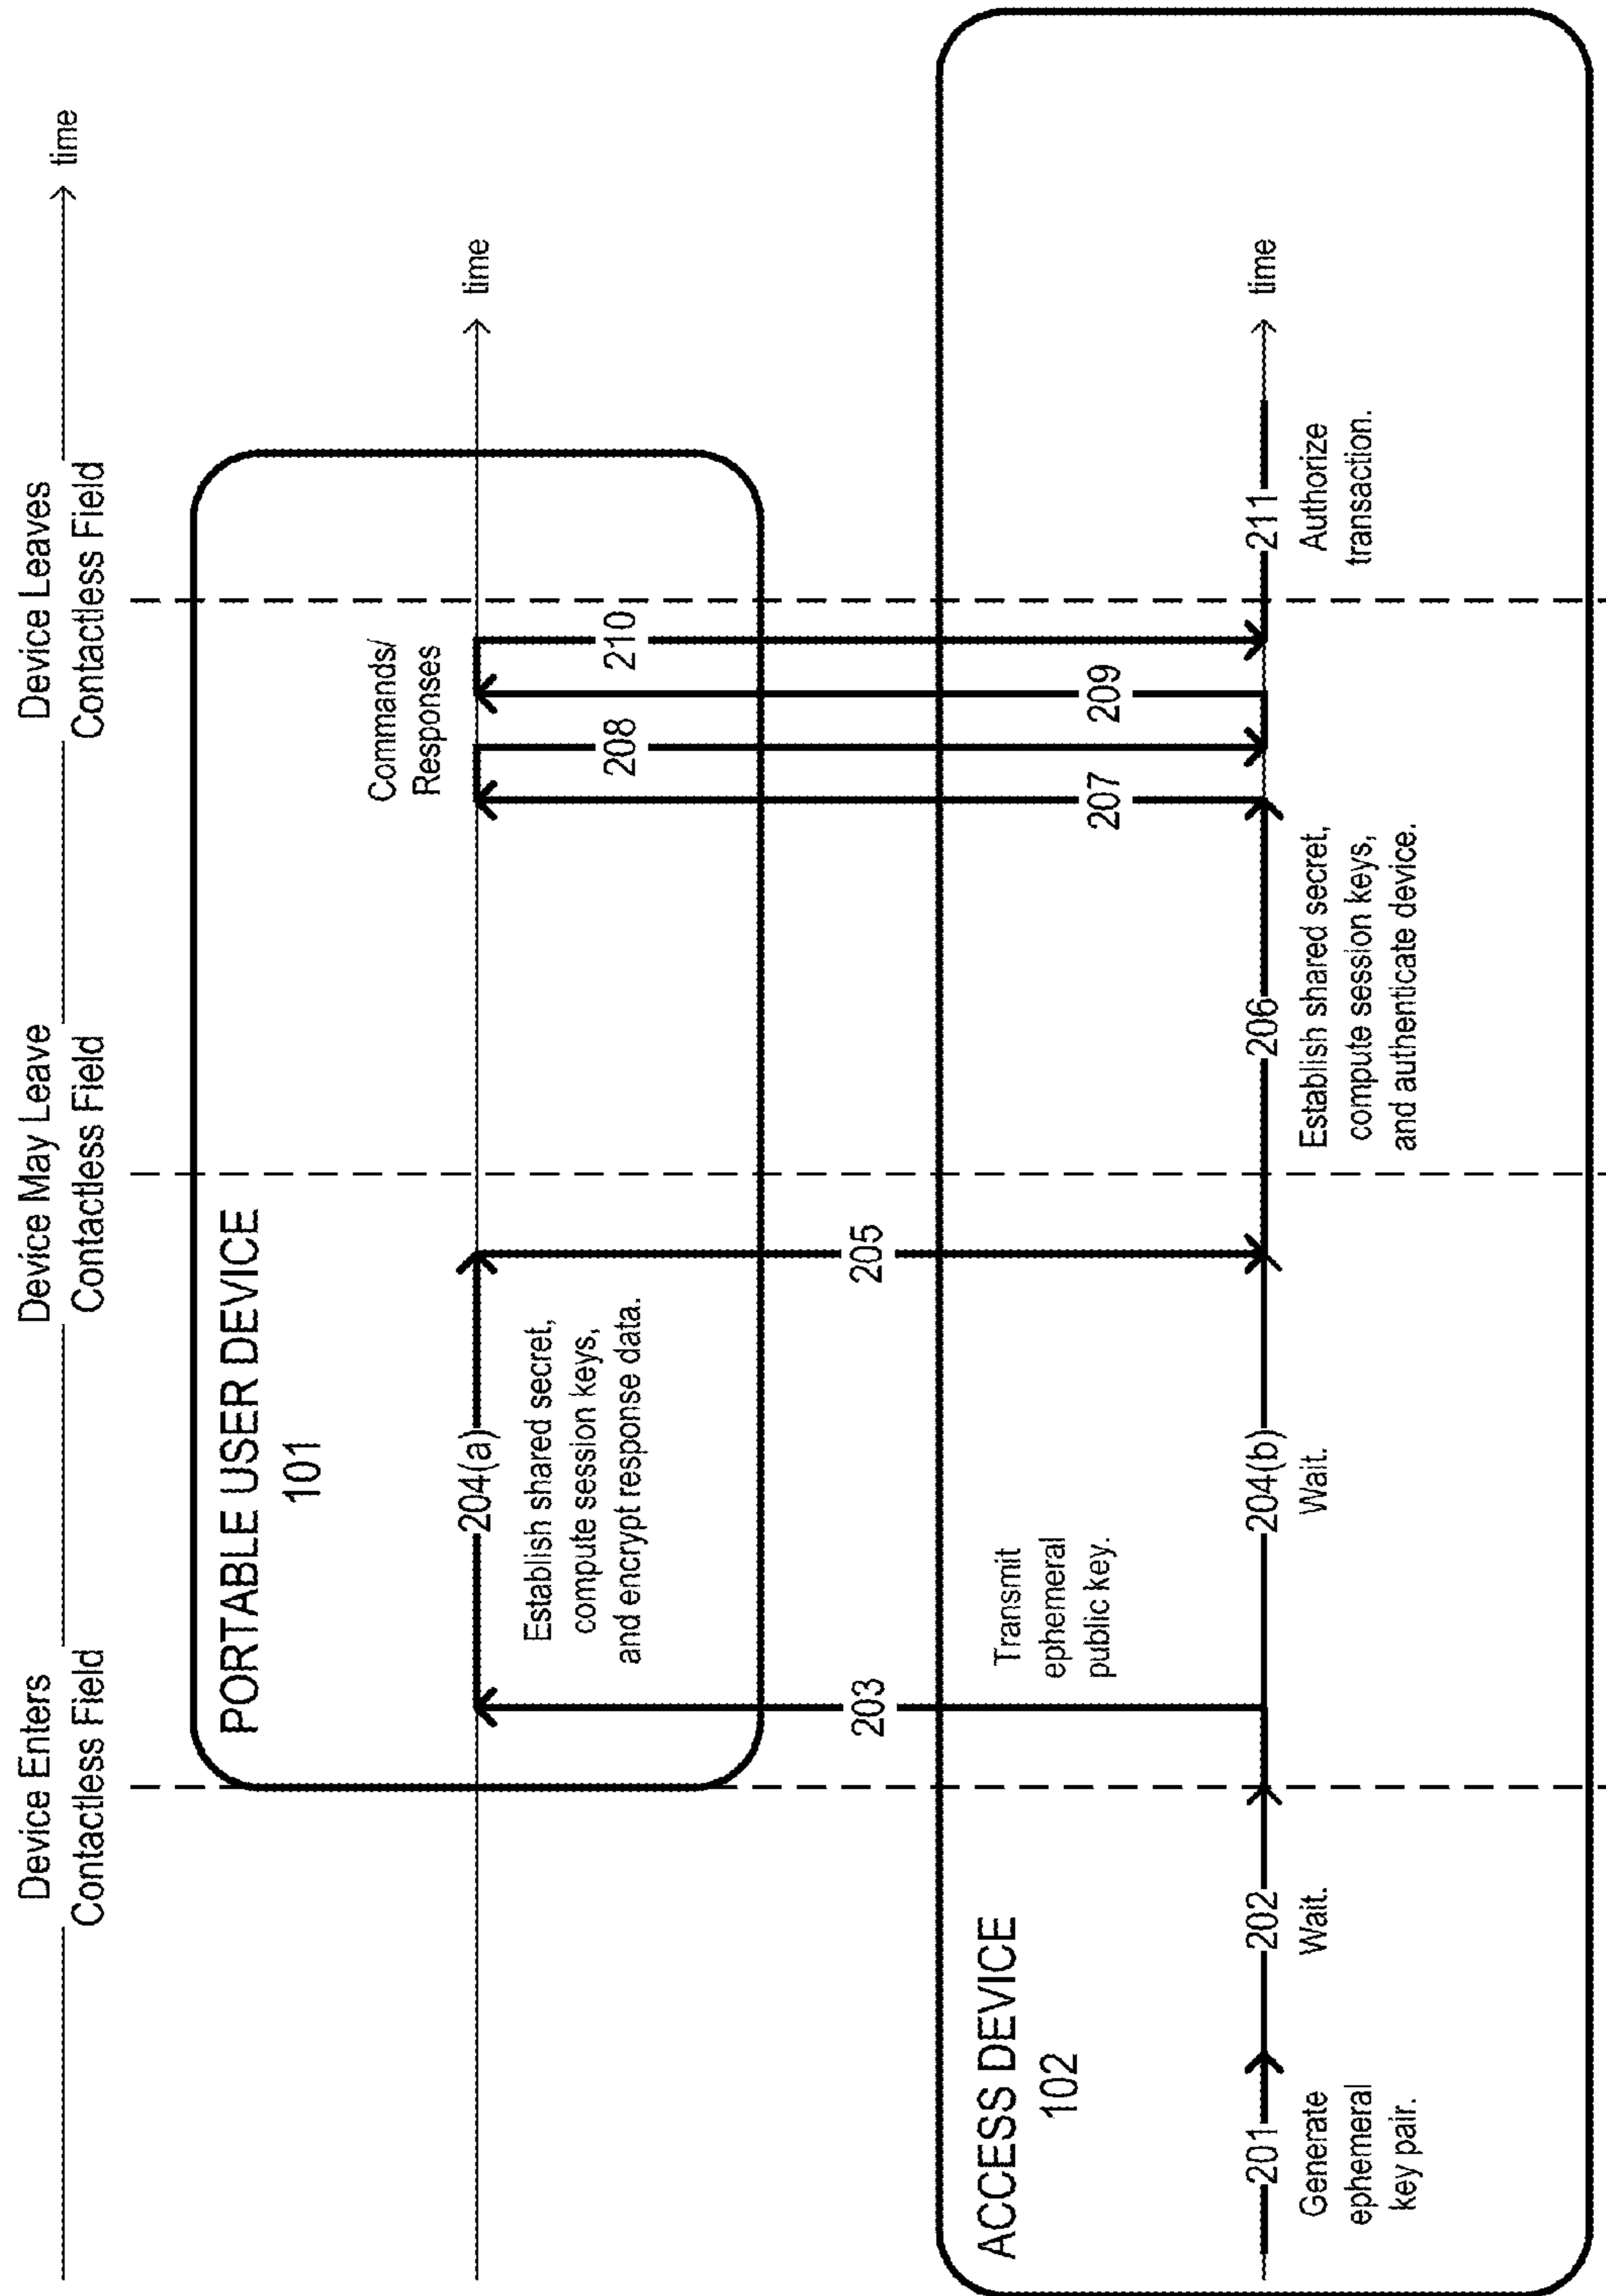 Device Enters
Contactless Field
Device May Leave
Contactless Field
Device Leaves
Contactless Field
time
PORTABLE USER DEVICE
101
time
204(a)
Establish shared secret,
compute session keys,
and encrypt response data.
Commands/
Responses
203
205
208
210
207
209
ACCESS DEVICE
102
Transmit
ephemeral
public key.
201
Generate
ephemeral
key pair.
202
Wait.
204(b)
Wait.
206
Establish shared secret,
compute session keys,
and authenticate device.
211
Authorize
transaction.
time